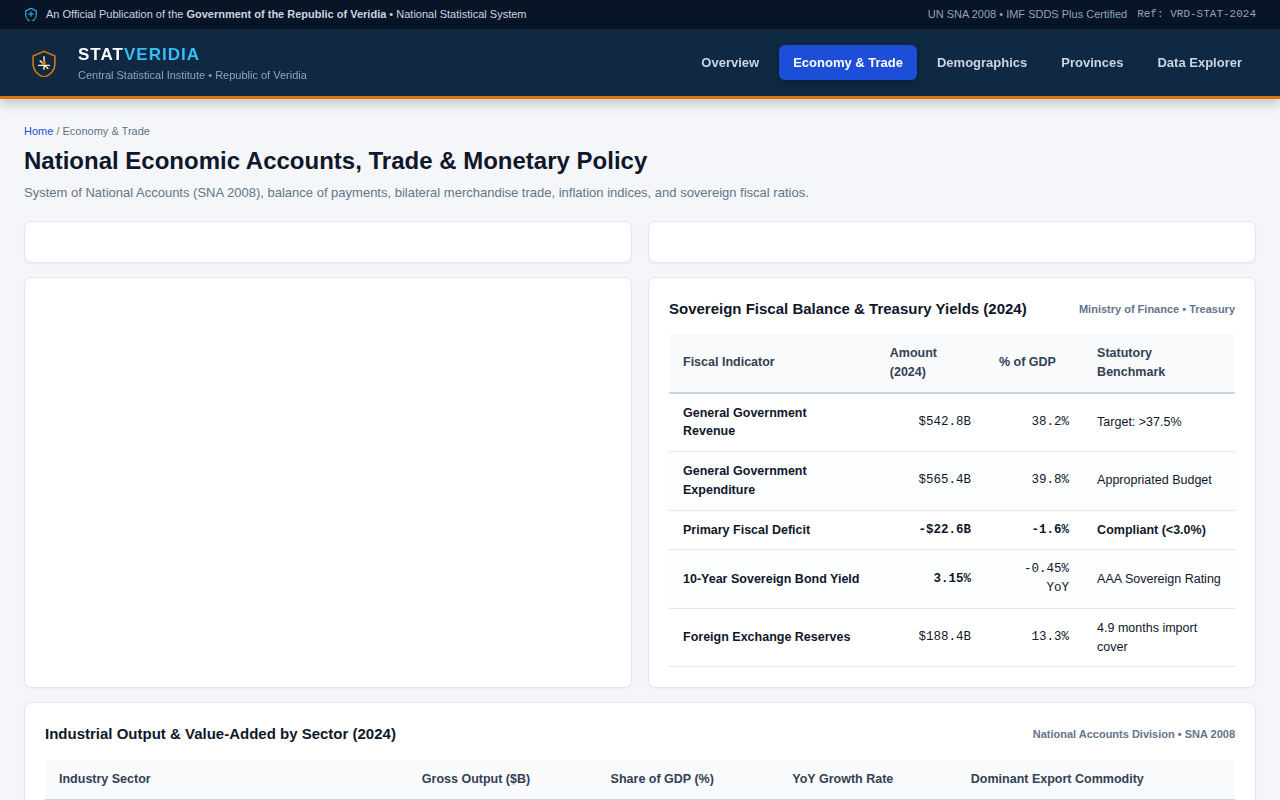 An Official Publication of the Government of the Republic of Veridia • National Statistical System
UN SNA 2008 • IMF SDDS Plus Certified Ref: VRD-STAT-2024
STATVERIDIA
Central Statistical Institute • Republic of Veridia
Overview Economy & Trade Demographics Provinces Data Explorer
Home / Economy & Trade
National Economic Accounts, Trade & Monetary Policy
System of National Accounts (SNA 2008), balance of payments, bilateral merchandise trade, inflation indices, and sovereign fiscal ratios.
Sovereign Fiscal Balance & Treasury Yields (2024) Ministry of Finance • Treasury
Fiscal Indicator Amount (2024) % of GDP Statutory Benchmark
General Government Revenue $542.8B 38.2% Target: >37.5%
General Government Expenditure $565.4B 39.8% Appropriated Budget
Primary Fiscal Deficit -$22.6B -1.6% Compliant (<3.0%)
10-Year Sovereign Bond Yield 3.15% -0.45% YoY AAA Sovereign Rating
Foreign Exchange Reserves $188.4B 13.3% 4.9 months import cover
Industrial Output & Value-Added by Sector (2024) National Accounts Division • SNA 2008
Industry Sector Gross Output ($B) Share of GDP (%) YoY Growth Rate Dominant Export Commodity